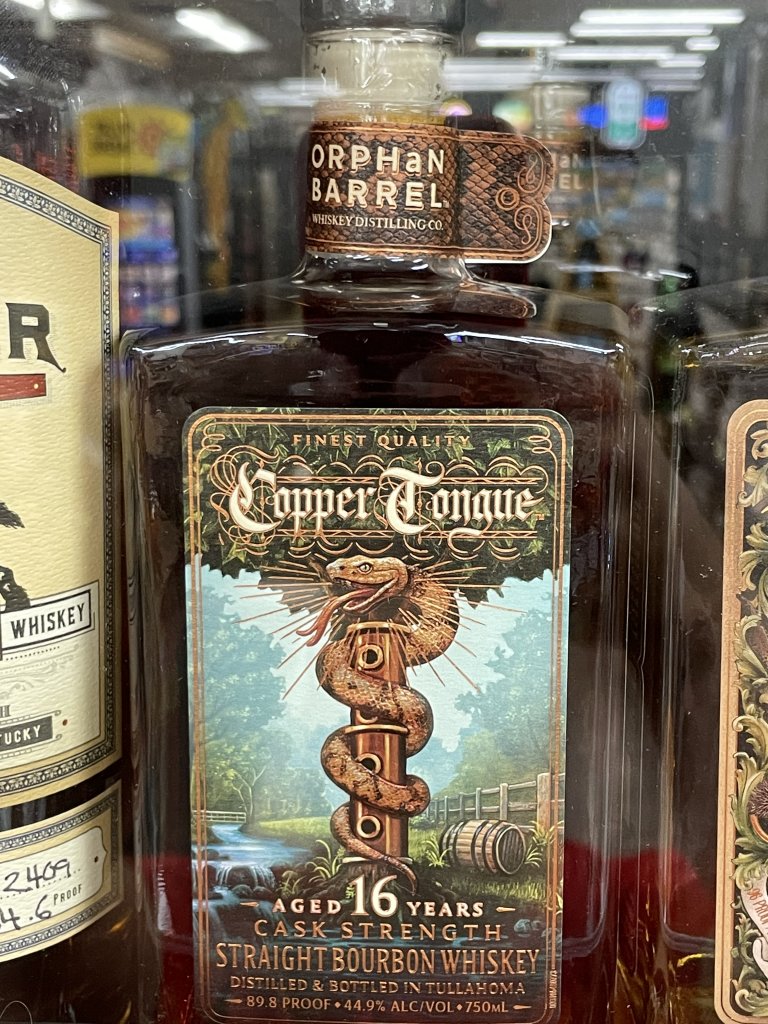 ORPHaN
BARREL
WHISKEY DISTILLING CO.
FINEST QUALITY
Copper Tongue
AGED 16 YEARS
CASK STRENGTH
STRAIGHT BOURBON WHISKEY
DISTILLED & BOTTLED IN TULLAHOMA
89.8 PROOF • 44.9% ALC/VOL • 750ML
R
WHISKEY
H
UCKY
2409
4.6 PROOF